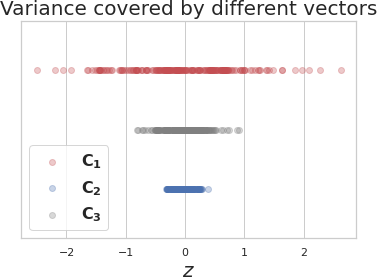 Variance covered by different vectors
C1
C2
C3
−2 −1 0 1 2
z